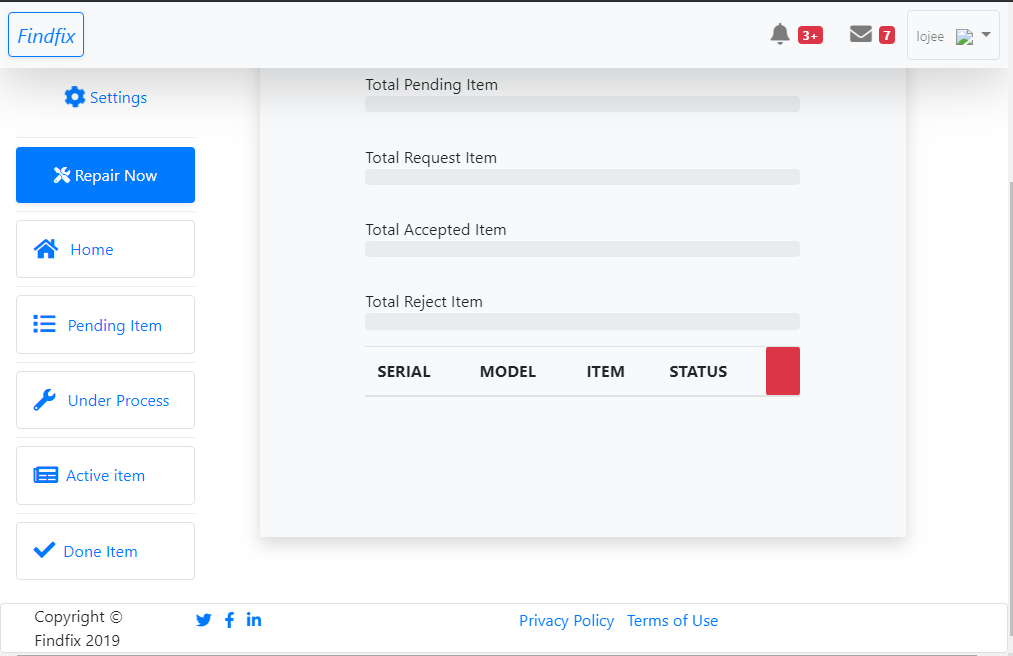 Findfix
3+
7
lojee
Settings
Repair Now
Home
Pending Item
Under Process
Active item
Done Item
Total Pending Item
Total Request Item
Total Accepted Item
Total Reject Item
SERIAL MODEL ITEM STATUS
Copyright ©
Findfix 2019
Privacy Policy Terms of Use